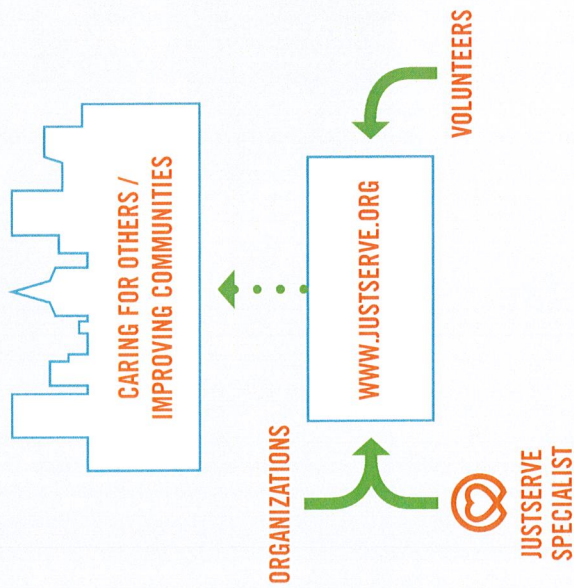 CARING FOR OTHERS /
IMPROVING COMMUNITIES
ORGANIZATIONS
WWW.JUSTSERVE.ORG
VOLUNTEERS
JUSTSERVE
SPECIALIST